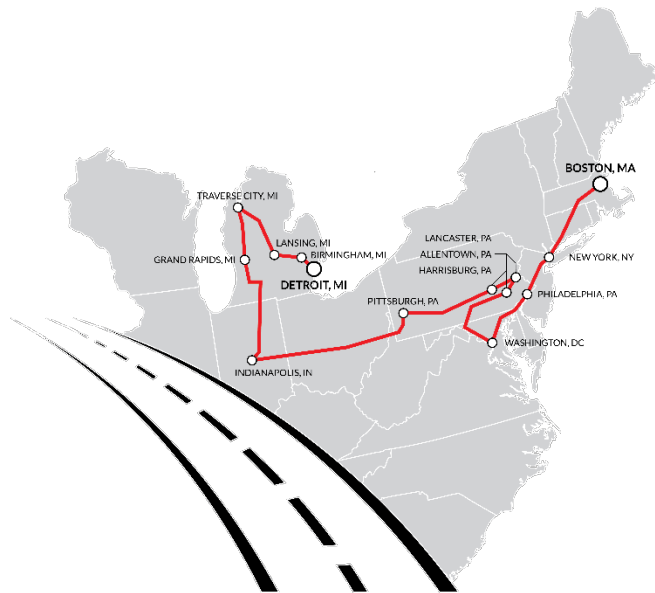 BOSTON, MA
TRAVERSE CITY, MI
LANCASTER, PA
LANSING, MI
ALLENTOWN, PA
GRAND RAPIDS, MI
BIRMINGHAM, MI
NEW YORK, NY
HARRISBURG, PA
DETROIT, MI
PITTSBURGH, PA
PHILADELPHIA, PA
WASHINGTON, DC
INDIANAPOLIS, IN